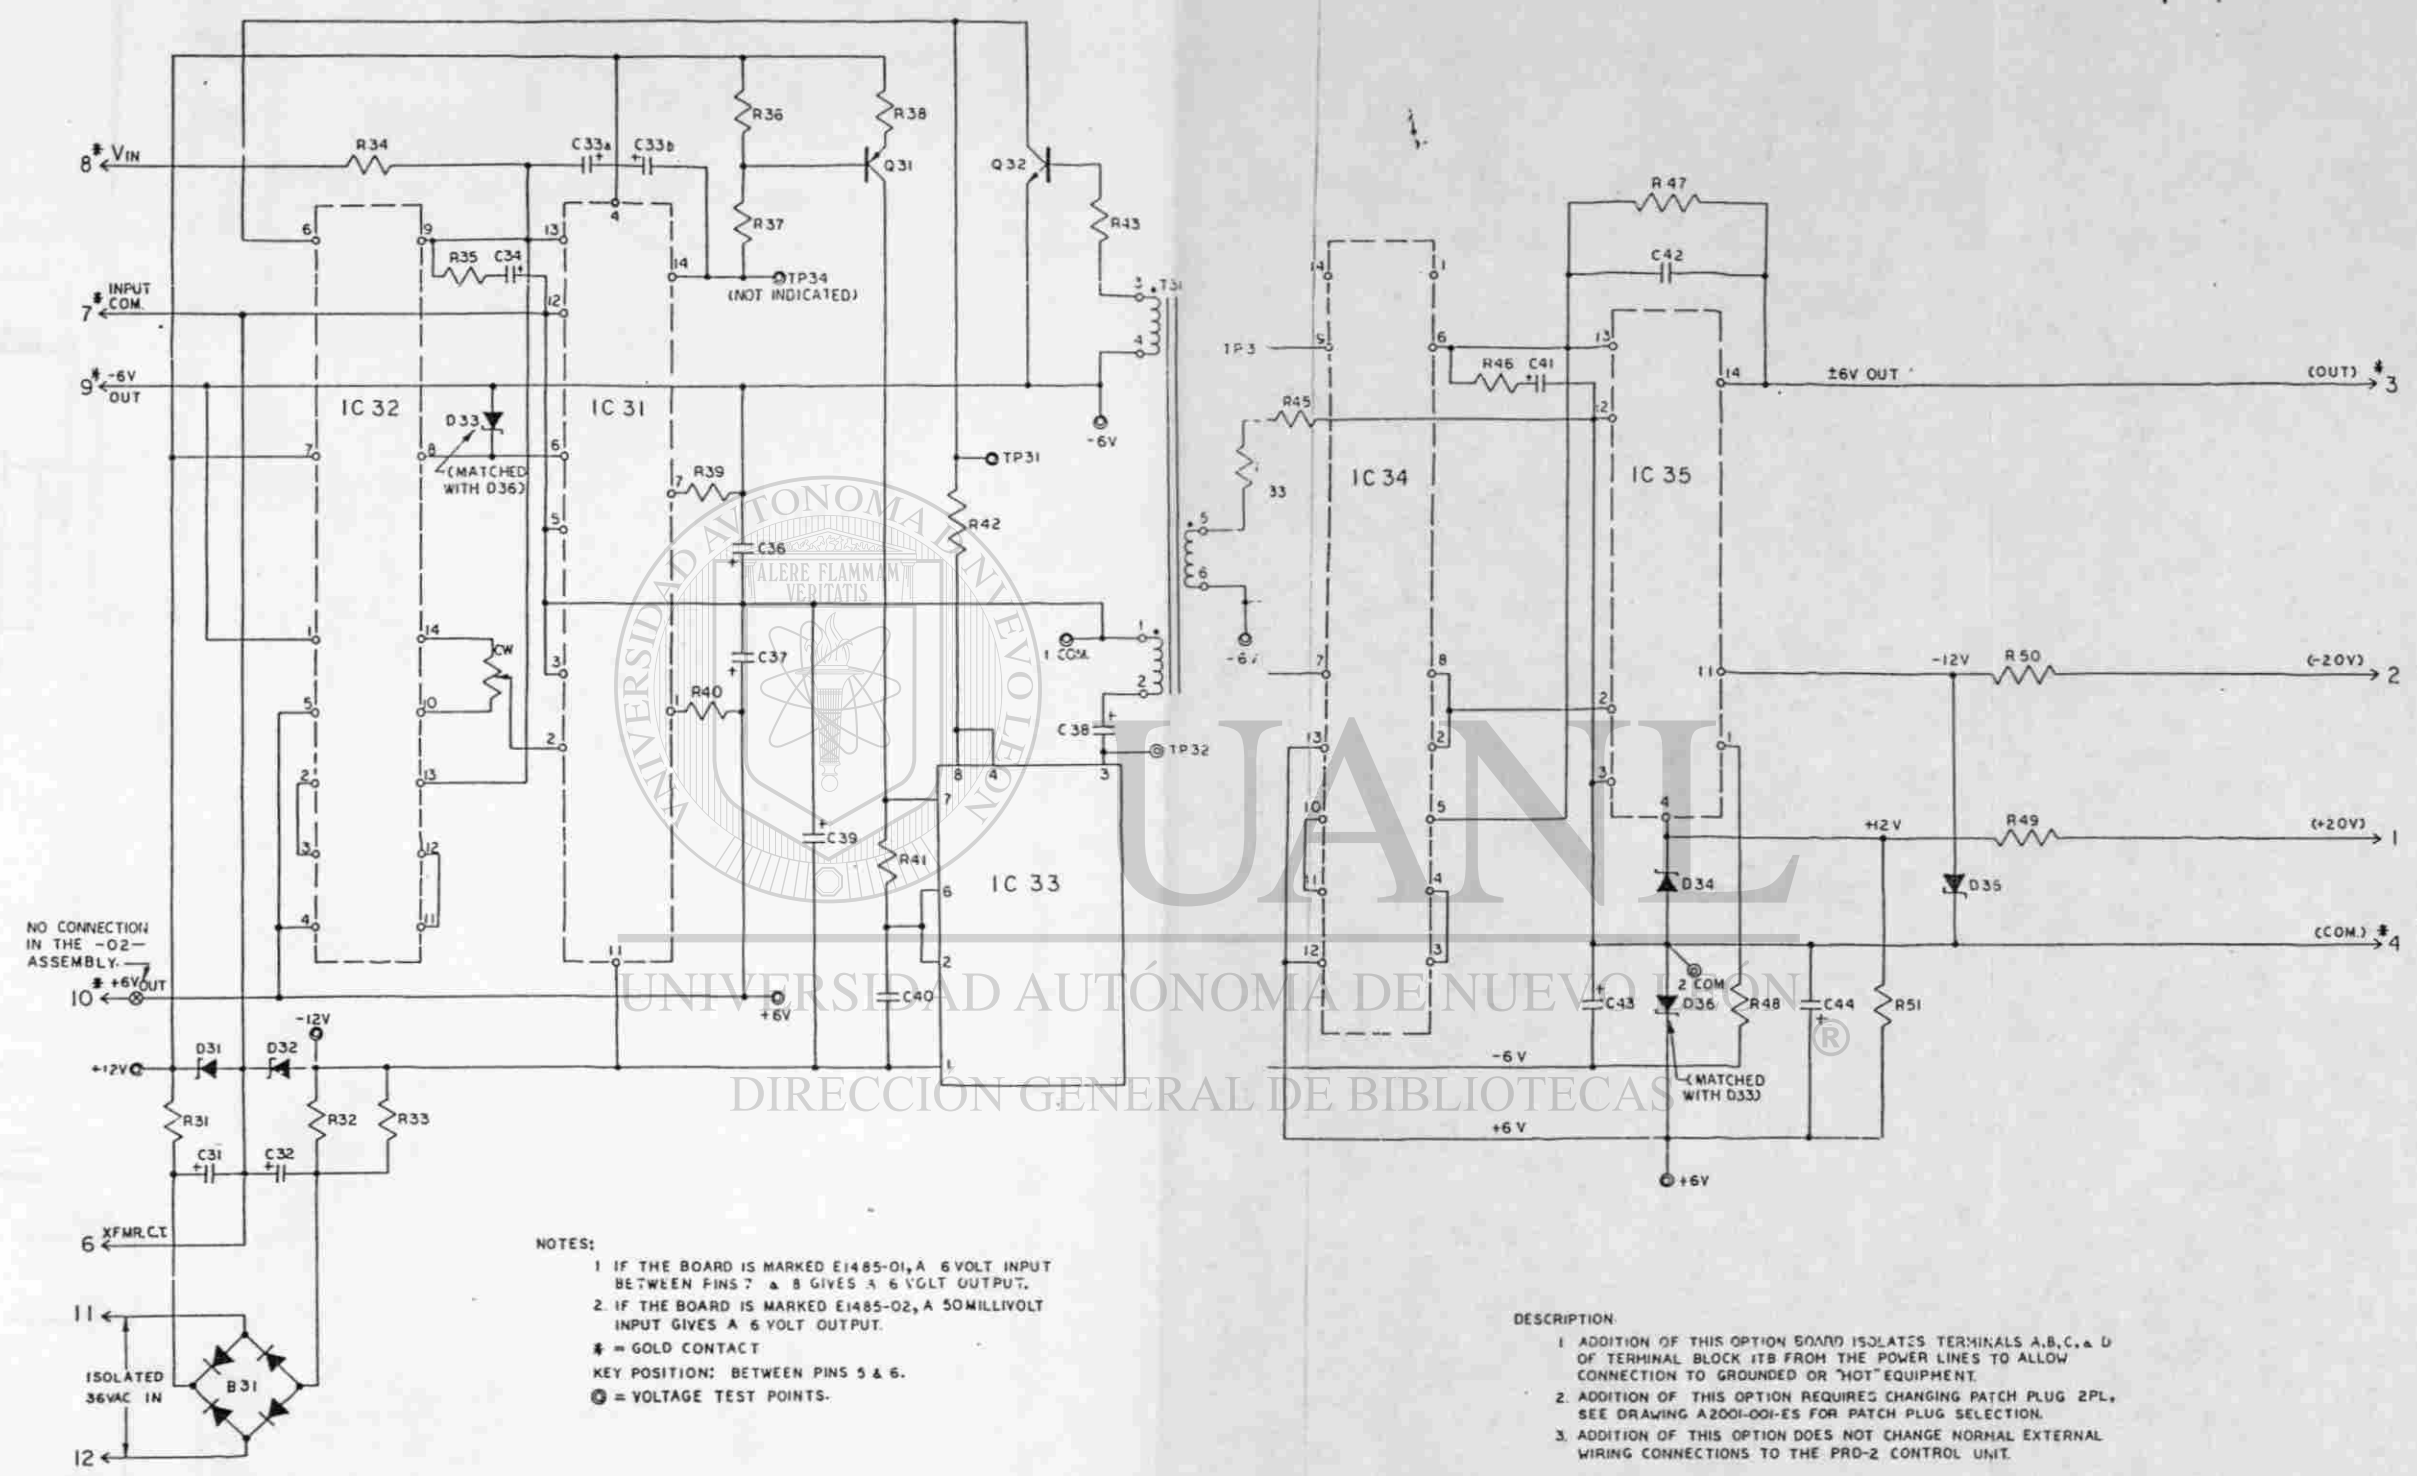 R36
R38
8 * VIN
R34
C33a
C33b
Q31
Q32
R47
R37
R43
C42
6
9
13
4
14
R35
C34
TP34
(NOT INDICATED)
7 * INPUT COM.
12
3
T31
14
1
5
6
13
R46
C41
14
±6V OUT
(OUT) * 3
9 * -6V OUT
IC 32
D33
IC 31
4
-6V
R45
12
7
8
(MATCHED WITH D36)
6
7
R39
TP31
IC 34
IC 35
33
5
C36
R42
5
6
1
14
CW
3
C37
1 COM.
1
2
7
8
11
-12V
R50
(-20V)
2
5
10
2
1
R40
C38
TP32
13
2
2
1
2
13
8
4
3
10
5
3
4
+12V
R49
(+20V)
1
3
12
7
C39
R41
6
IC 33
11
4
D34
D35
4
11
11
2
12
3
(COM.) * 4
NO CONNECTION
IN THE -02-
ASSEMBLY.
10 * +6V OUT
-12V
+6V
C40
2 COM
C43
D36
R48
C44
R51
+12V
D31
D32
1
-6V
(MATCHED
WITH D33)
R31
R32
R33
+6V
C31
C32
+6V
6 XFMR.C.T.
11
ISOLATED
36VAC IN
B31
12
NOTES:
1 IF THE BOARD IS MARKED E1485-01, A 6 VOLT INPUT
BETWEEN PINS 7 & 8 GIVES A 6 VOLT OUTPUT.
2. IF THE BOARD IS MARKED E1485-02, A 50 MILLIVOLT
INPUT GIVES A 6 VOLT OUTPUT.
* = GOLD CONTACT
KEY POSITION: BETWEEN PINS 5 & 6.
= VOLTAGE TEST POINTS.
DESCRIPTION
1 ADDITION OF THIS OPTION BOARD ISOLATES TERMINALS A,B,C,& D
OF TERMINAL BLOCK 1TB FROM THE POWER LINES TO ALLOW
CONNECTION TO GROUNDED OR "HOT" EQUIPMENT.
2. ADDITION OF THIS OPTION REQUIRES CHANGING PATCH PLUG 2PL,
SEE DRAWING A2001-001-ES FOR PATCH PLUG SELECTION.
3. ADDITION OF THIS OPTION DOES NOT CHANGE NORMAL EXTERNAL
WIRING CONNECTIONS TO THE PRO-2 CONTROL UNIT.
UNIVERSIDAD AUTONOMA DE NUEVO LEON
ALERE FLAMMAM
VERITATIS
UANL
UNIVERSIDAD AUTÓNOMA DE NUEVO LEÓN
®
DIRECCIÓN GENERAL DE BIBLIOTECAS